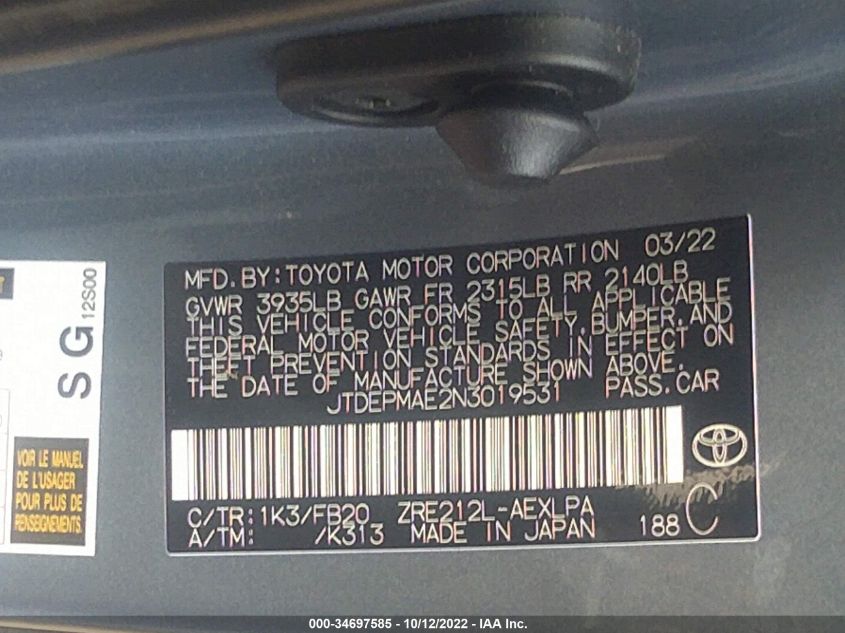 MFD. BY: TOYOTA MOTOR CORPORATION 03/22
GVWR 3935LB GAWR FR 2315LB RR 2140LB
THIS VEHICLE CONFORMS TO ALL APPLICABLE
FEDERAL MOTOR VEHICLE SAFETY, BUMPER, AND
THEFT PREVENTION STANDARDS IN EFFECT ON
THE DATE OF MANUFACTURE SHOWN ABOVE.
JTDEPMAE2N3019531 PASS. CAR
C/TR: 1K3/FB20 ZRE212L-AEXLPA
A/TM: /K313 MADE IN JAPAN 188 C
SG
12S00
VOIR LE MANUEL
DE L'USAGER
POUR PLUS DE
RENSEIGNEMENTS.
000-34697585 - 10/12/2022 - IAA Inc.